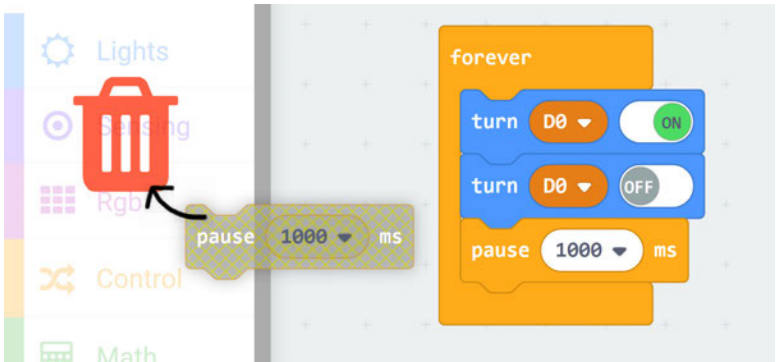 Lights
Sensing
Rgb
Control
Math
pause 1000 ms
forever
turn D0 ON
turn D0 OFF
pause 1000 ms